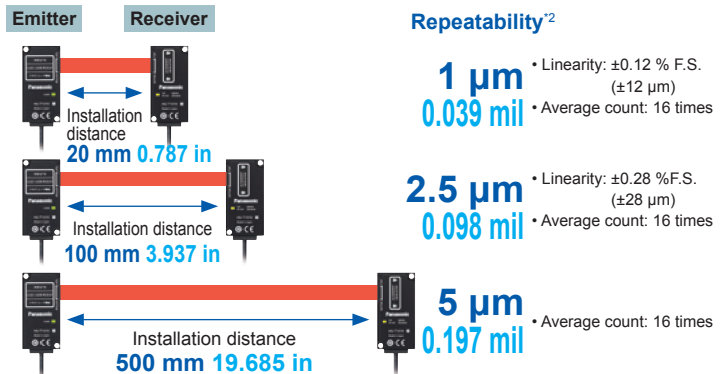 Emitter
Receiver
Repeatability*2
Panasonic
Panasonic
Installation
distance
20 mm 0.787 in
1 µm
0.039 mil
• Linearity: ±0.12 % F.S.
(±12 µm)
• Average count: 16 times
Panasonic
Panasonic
Installation distance
100 mm 3.937 in
2.5 µm
0.098 mil
• Linearity: ±0.28 %F.S.
(±28 µm)
• Average count: 16 times
Panasonic
Panasonic
Installation distance
500 mm 19.685 in
5 µm
0.197 mil
• Average count: 16 times